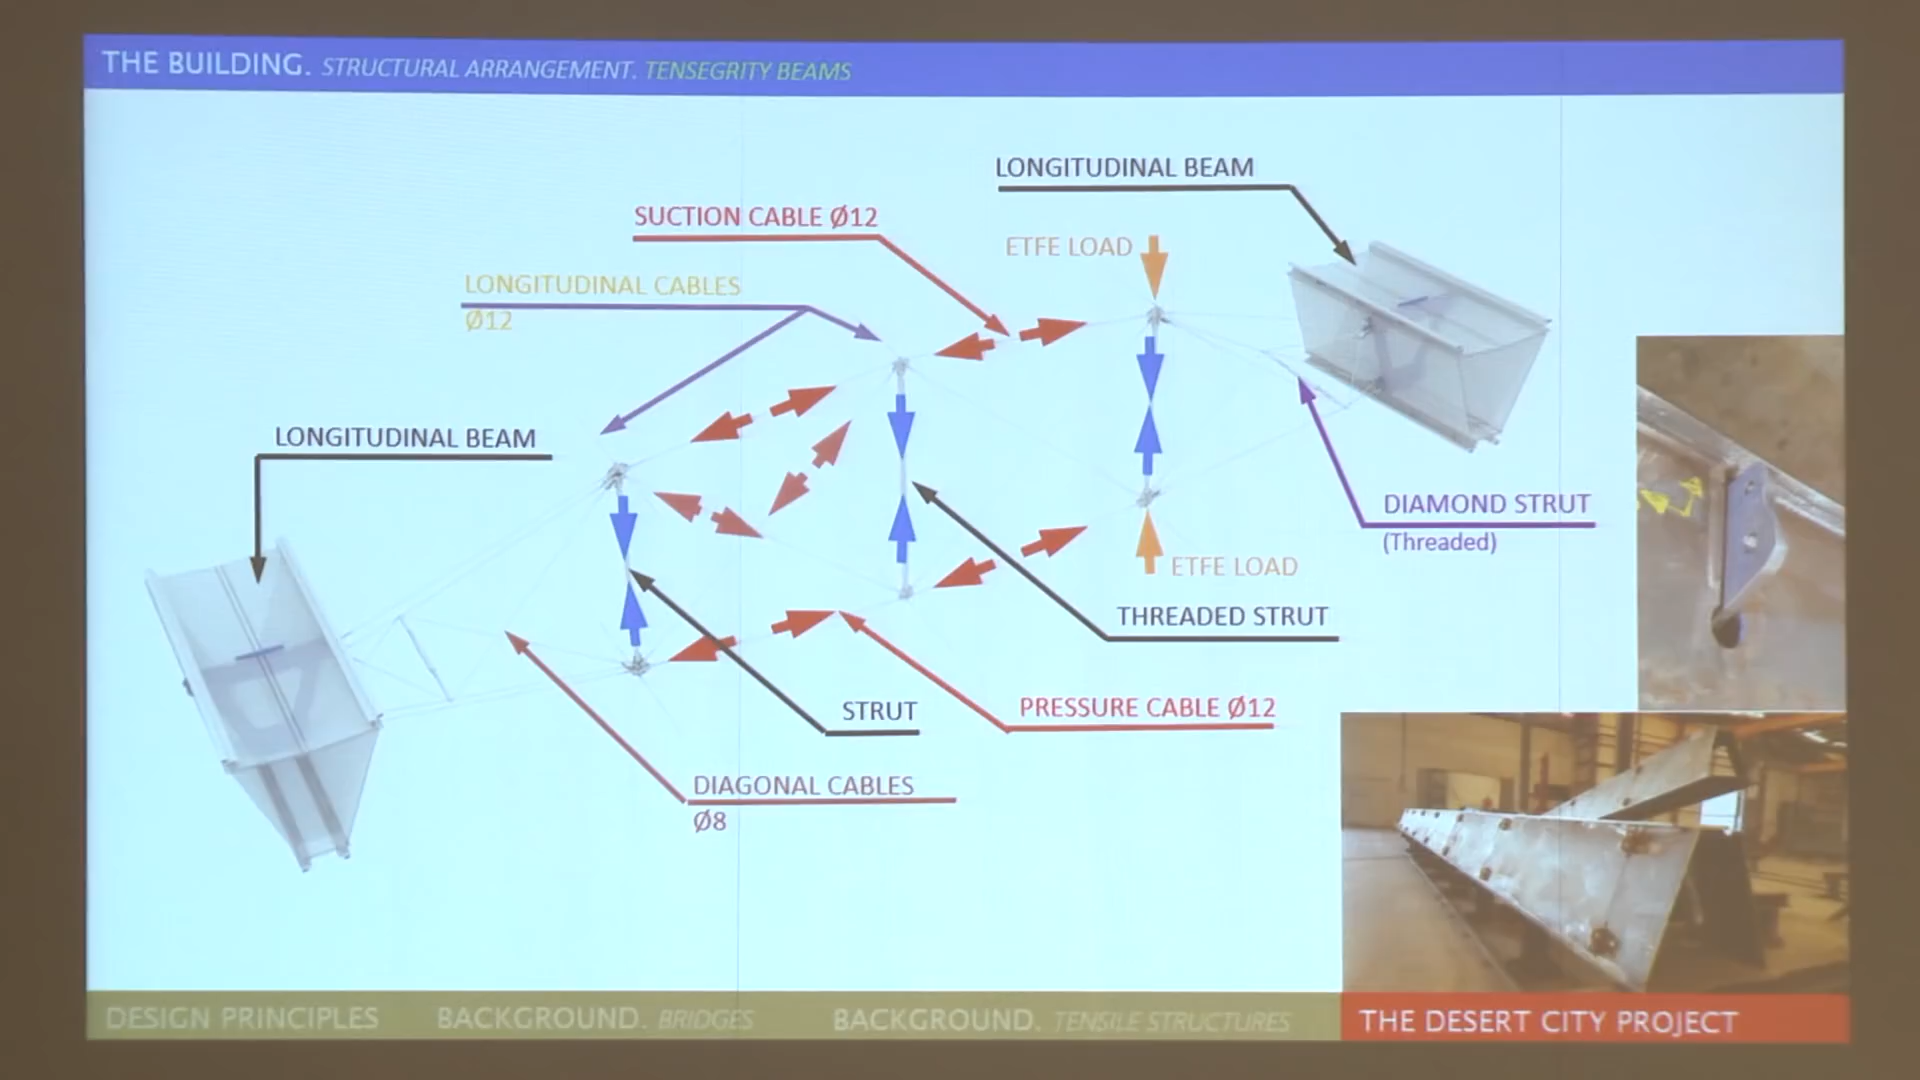 THE BUILDING. STRUCTURAL ARRANGEMENT. TENSEGRITY BEAMS
LONGITUDINAL BEAM
SUCTION CABLE Ø12
ETFE LOAD
LONGITUDINAL CABLES
Ø12
LONGITUDINAL BEAM
DIAMOND STRUT
(Threaded)
ETFE LOAD
THREADED STRUT
STRUT
PRESSURE CABLE Ø12
DIAGONAL CABLES
Ø8
DESIGN PRINCIPLES BACKGROUND. BRIDGES BACKGROUND. TENSILE STRUCTURES THE DESERT CITY PROJECT